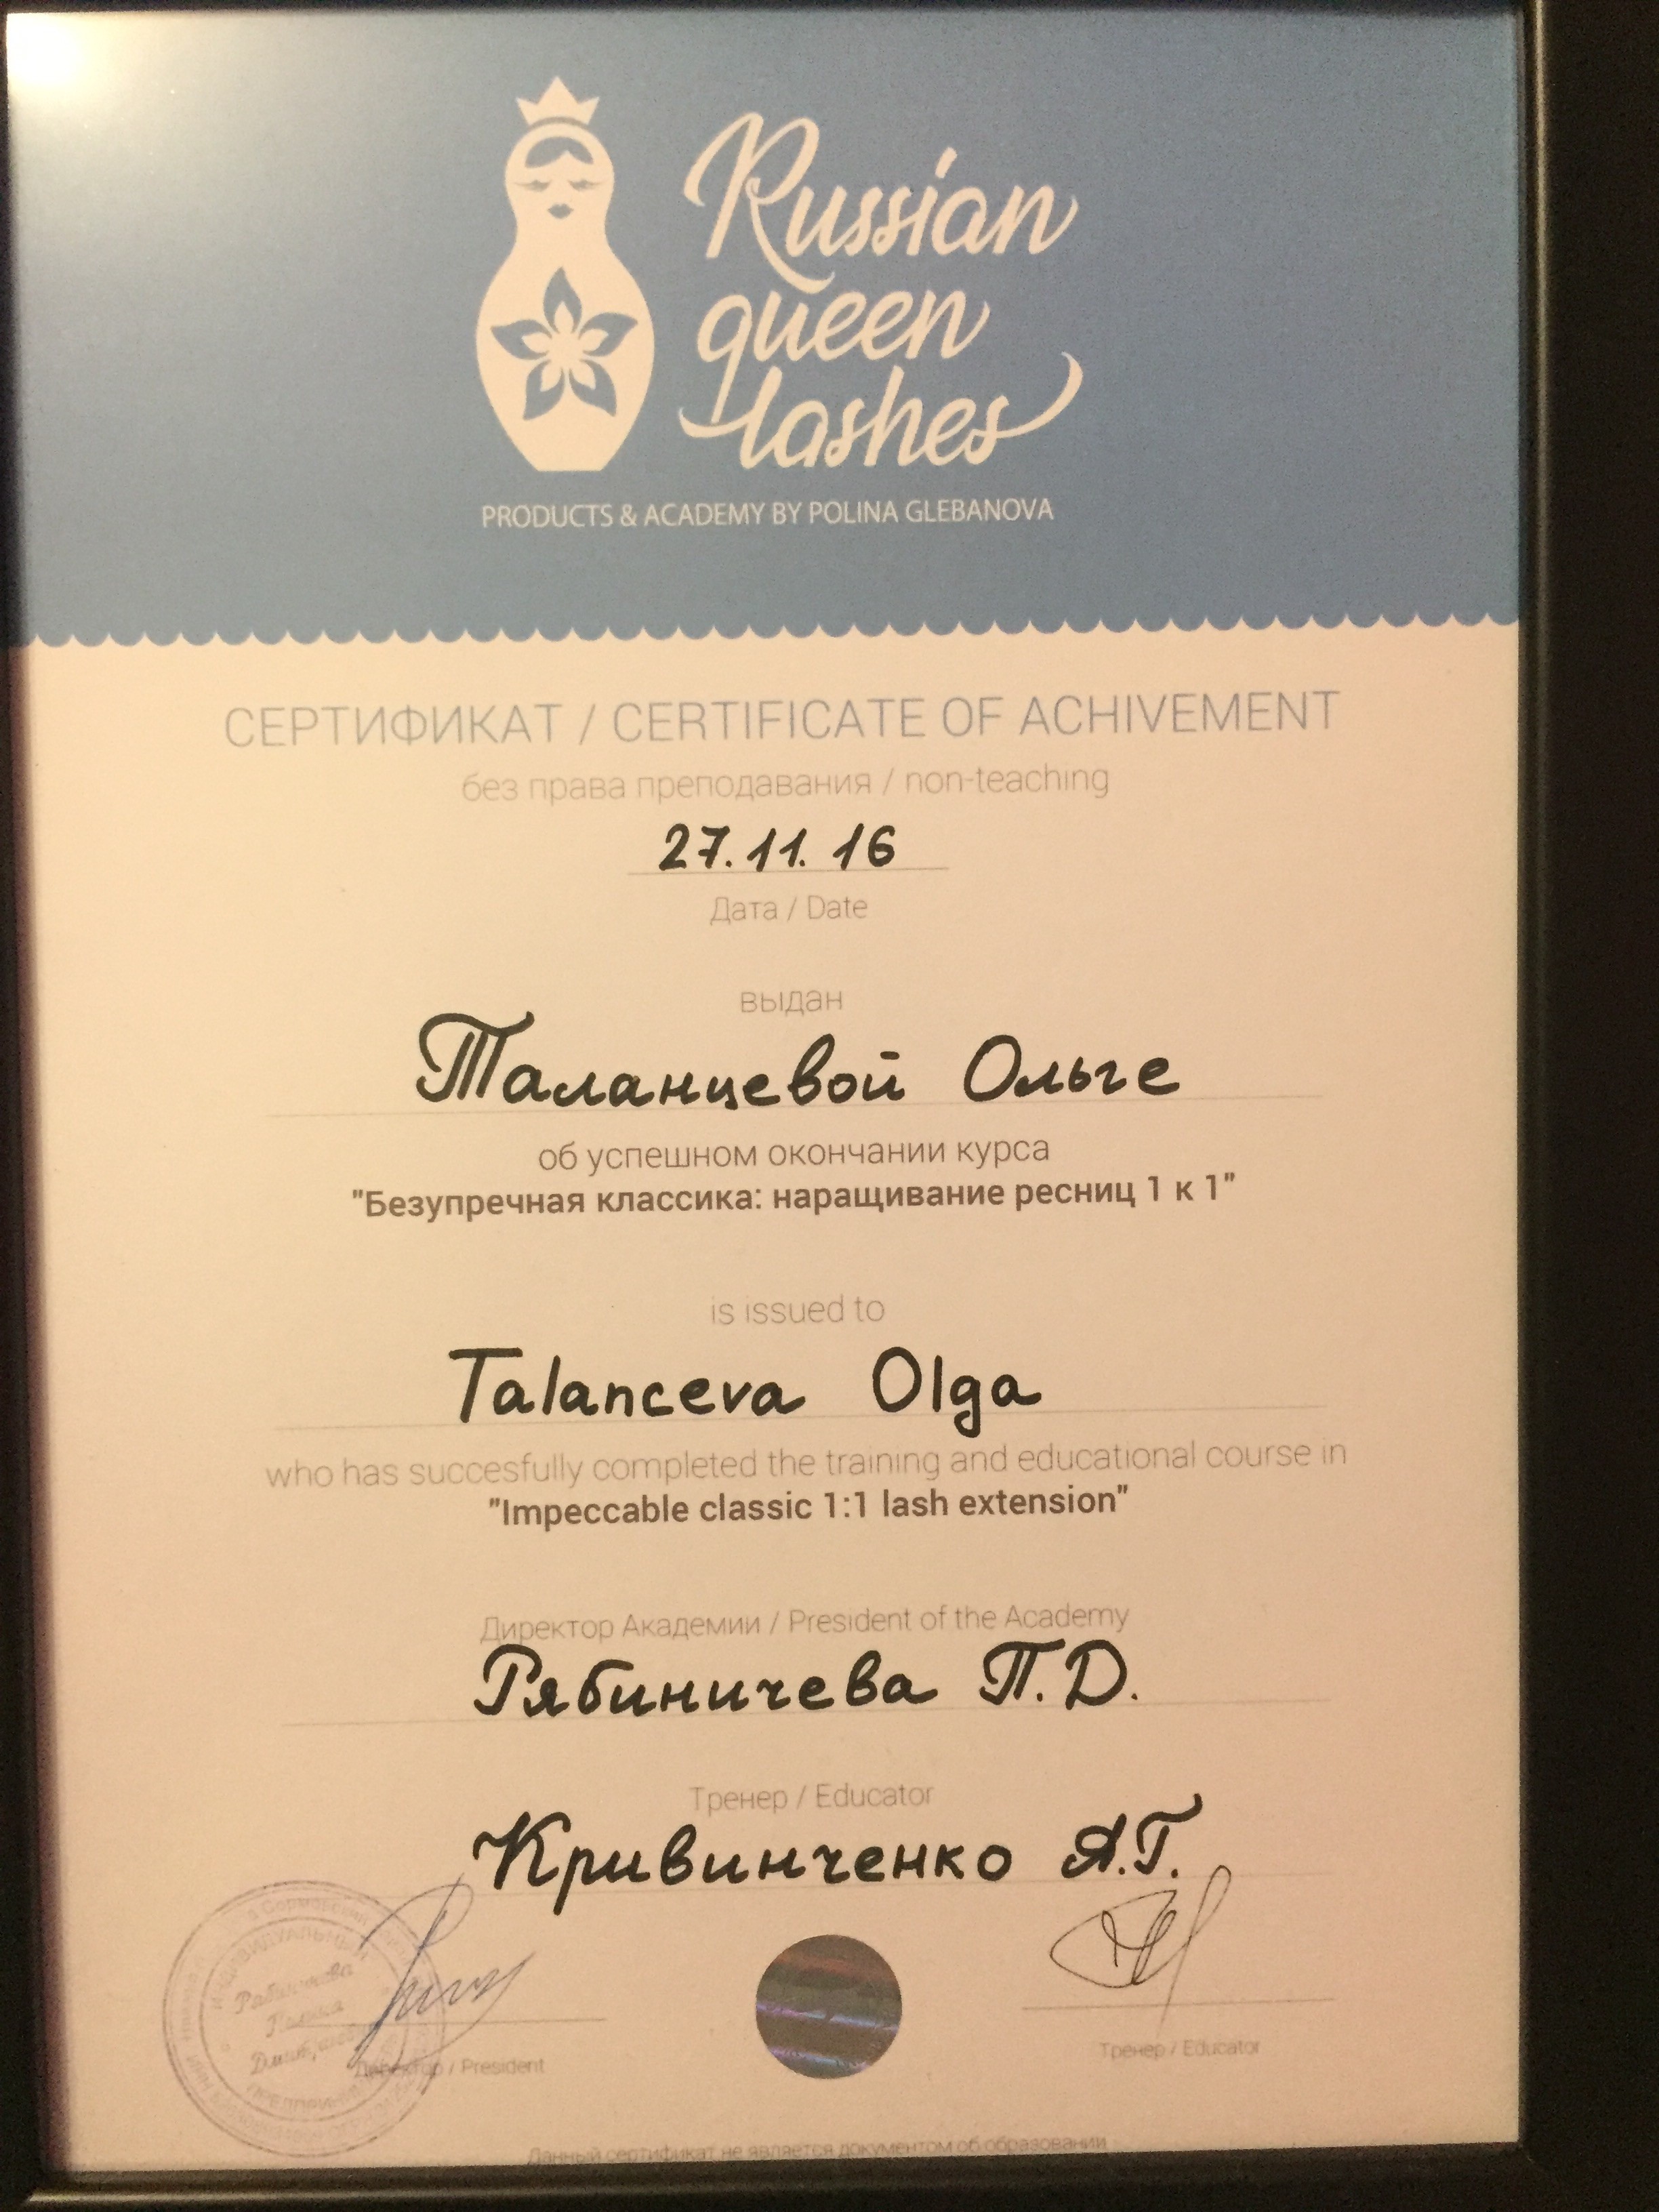 Russian
queen
lashes
PRODUCTS & ACADEMY BY POLINA GLEBANOVA
СЕРТИФИКАТ / CERTIFICATE OF ACHIVEMENT
без права преподавания / non-teaching
27.11.16
Дата / Date
выдан
Таланцевой Ольге
об успешном окончании курса
"Безупречная классика: наращивание ресниц 1 к 1"
is issued to
Talanceva Olga
who has succesfully completed the training and educational course in
"Impeccable classic 1:1 lash extension"
Директор Академии / President of the Academy
Рябиничева П.Д.
Тренер / Educator
Кривинченко Я.Г.
ИНДИВИДУАЛЬНЫЙ
Рябиничева
Полина
Директор / President
Тренер / Educator
Данный сертификат не является документом об образовании